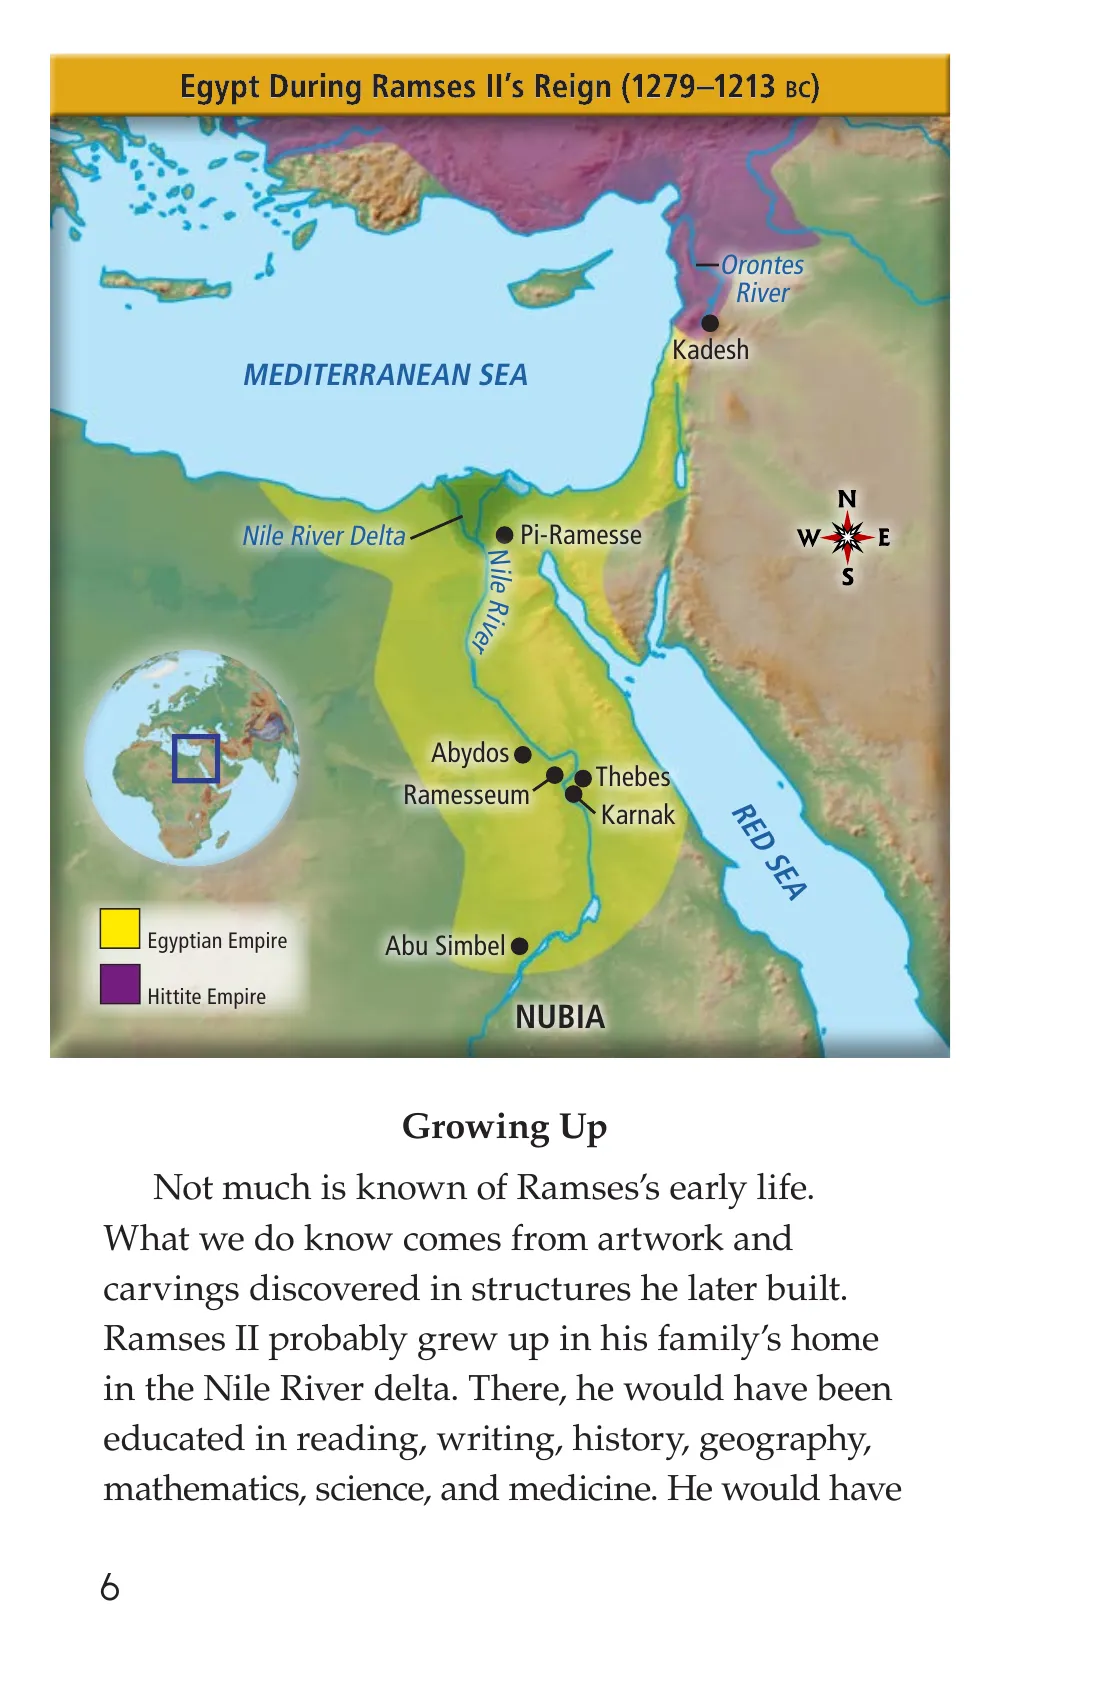 Egypt During Ramses II's Reign (1279–1213 BC)
Orontes
River
Kadesh
MEDITERRANEAN SEA
N
W E
S
Nile River Delta
Pi-Ramesse
Nile River
Abydos
Ramesseum
Thebes
Karnak
RED SEA
Egyptian Empire
Abu Simbel
Hittite Empire
NUBIA
Growing Up
Not much is known of Ramses's early life.
What we do know comes from artwork and
carvings discovered in structures he later built.
Ramses II probably grew up in his family's home
in the Nile River delta. There, he would have been
educated in reading, writing, history, geography,
mathematics, science, and medicine. He would have
6